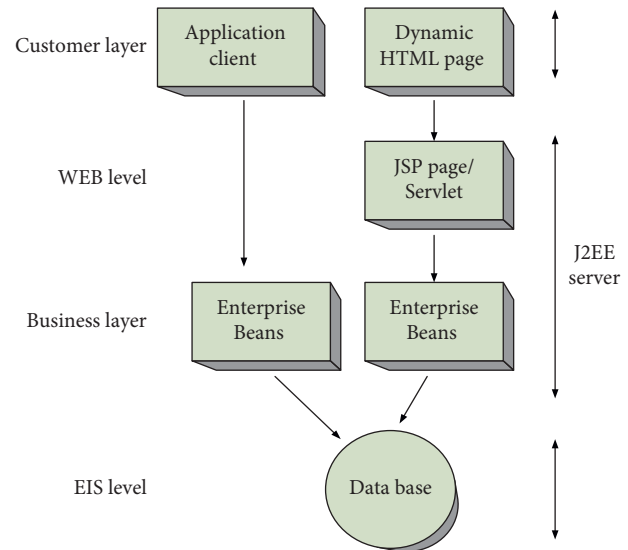 Customer layer
Application
client
Dynamic
HTML page
WEB level
JSP page/
Servlet
J2EE
server
Business layer
Enterprise
Beans
Enterprise
Beans
EIS level
Data base